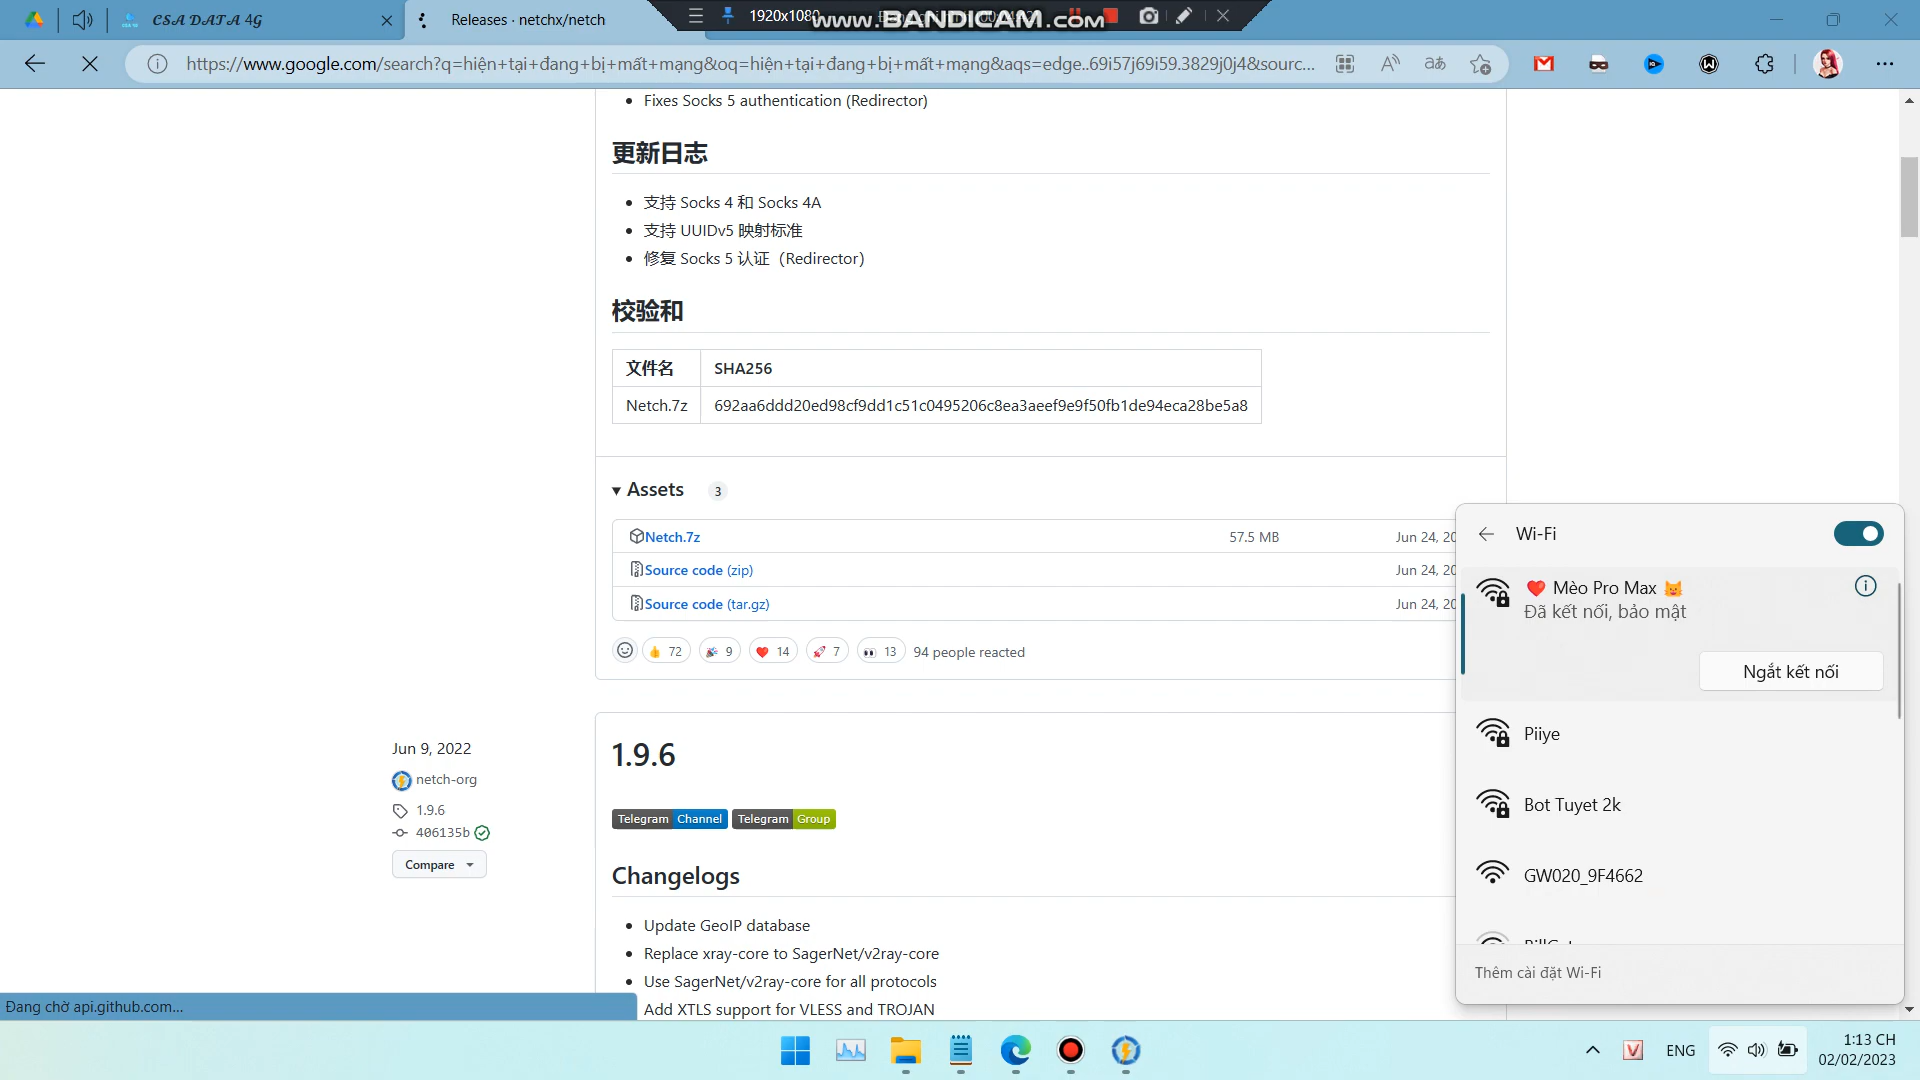 CSA DATA 4G
Releases · netchx/netch
1920x1080
www.BANDICAM.com
https://www.google.com/search?q=hiện+tại+đang+bị+mất+mạng&oq=hiện+tại+đang+bị+mất+mạng&aqs=edge..69i57j69i59.3829j0j4&sourc...
Fixes Socks 5 authentication (Redirector)
更新日志
支持 Socks 4 和 Socks 4A
支持 UUIDv5 映射标准
修复 Socks 5 认证（Redirector）
校验和
文件名 SHA256
Netch.7z 692aa6ddd20ed98cf9dd1c51c0495206c8ea3aeef9e9f50fb1de94eca28be5a8
Assets 3
Netch.7z 57.5 MB Jun 24, 20
Source code (zip) Jun 24, 20
Source code (tar.gz) Jun 24, 20
72 9 14 7 13 94 people reacted
Jun 9, 2022
netch-org
1.9.6
406135b
Compare
1.9.6
Telegram Channel Telegram Group
Changelogs
Update GeoIP database
Replace xray-core to SagerNet/v2ray-core
Use SagerNet/v2ray-core for all protocols
Add XTLS support for VLESS and TROJAN
Wi-Fi
❤️ Mèo Pro Max 😺
Đã kết nối, bảo mật
Ngắt kết nối
Piiye
Bot Tuyet 2k
GW020_9F4662
Thêm cài đặt Wi-Fi
Đang chờ api.github.com...
ENG
1:13 CH
02/02/2023